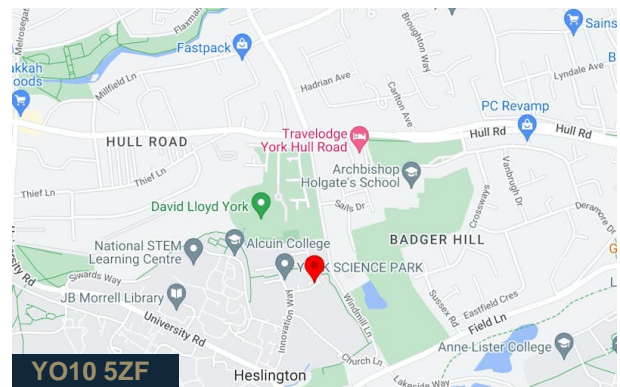 Melrosegate
Flaxman
Fastpack
Broughton Way
Sains
akkah
oods
Millfield Ln
Hadrian Ave
Carlton Ave
Lyndale Ave
B
PC Revamp
Travelodge
York Hull Road
Hull Rd
Hull Rd
HULL ROAD
Archbishop
Holgate's School
Thief Ln
Thief Ln
Crossways
Vanbrugh Dr
David Lloyd York
Deramore Dr
BADGER HILL
National STEM
Learning Centre
Alcuin College
YORK SCIENCE PARK
Siwards Way
ersity Rd
JB Morrell Library
University Rd
Innovation Way
Windmill Ln
Sussex Rd
Eastfield Cres
Field Ln
L
Church Ln
Anne Lister College
Heslington
Lakeside Way
YO10 5ZF